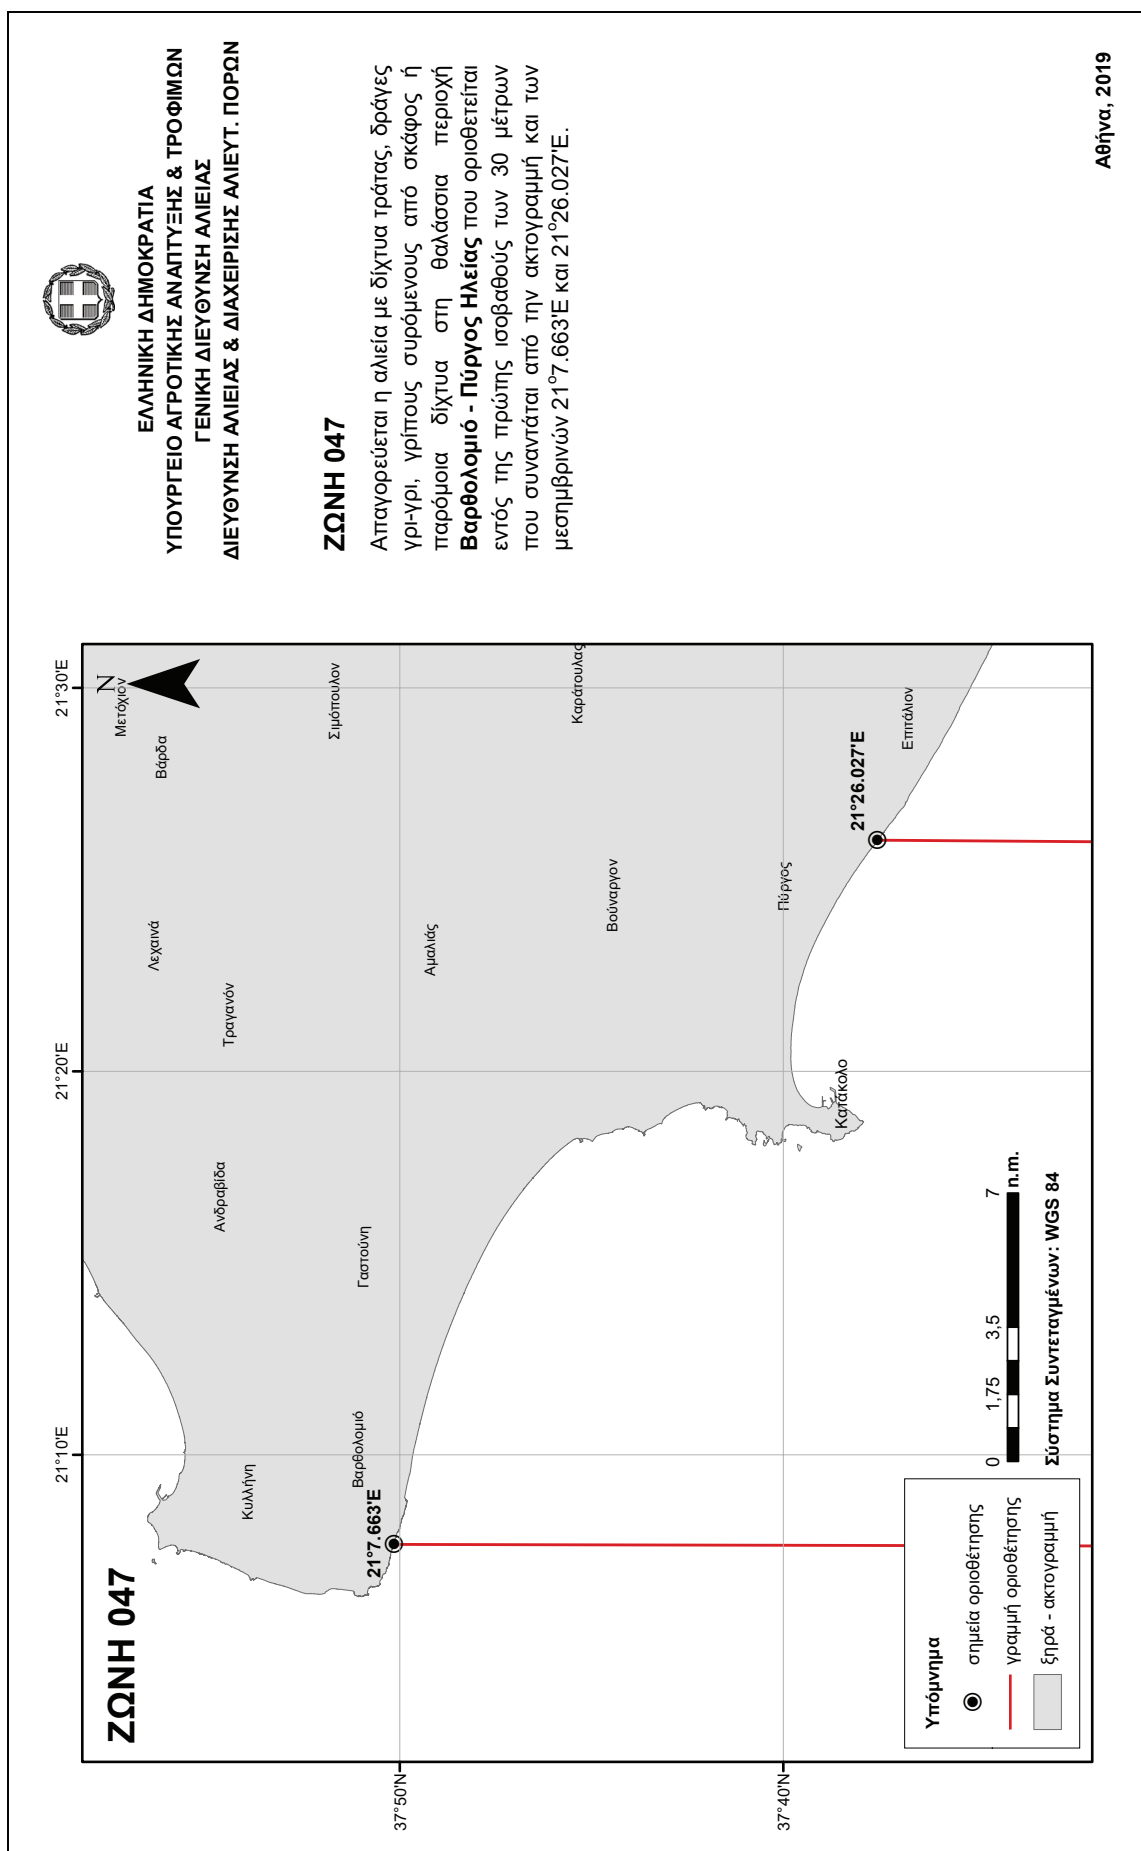 ΕΛΛΗΝΙΚΗ ΔΗΜΟΚΡΑΤΙΑ
ΥΠΟΥΡΓΕΙΟ ΑΓΡΟΤΙΚΗΣ ΑΝΑΠΤΥΞΗΣ & ΤΡΟΦΙΜΩΝ
ΓΕΝΙΚΗ ΔΙΕΥΘΥΝΣΗ ΑΛΙΕΙΑΣ
ΔΙΕΥΘΥΝΣΗ ΑΛΙΕΙΑΣ & ΔΙΑΧΕΙΡΙΣΗΣ ΑΛΙΕΥΤ. ΠΟΡΩΝ
ΖΩΝΗ 047
Απαγορεύεται η αλιεία με δίχτυα τράτας, δράγες
γρι-γρι, γρίπους συρόμενους από σκάφος ή
παρόμοια δίχτυα στη θαλάσσια περιοχή
Βαρθολομιό - Πύργος Ηλείας που οριοθετείται
εντός της πρώτης ισοβαθούς των 30 μέτρων
που συναντάται από την ακτογραμμή και των
μεσημβρινών 21°7.663'E και 21°26.027'E.
ΖΩΝΗ 047
21°10'E
21°20'E
21°30'E
N
Μετόχιον
Βάρδα
Λεχαινά
Τραγανόν
Ανδραβίδα
Σιμόπουλον
Κυλλήνη
Βαρθολομιό
Γαστούνη
Αμαλιάς
21°7.663'E
37°50'N
Καράτουλας
Βούναργον
Πύργος
37°40'N
Κατάκολο
21°26.027'E
Επιτάλιον
Υπόμνημα
σημεία οριοθέτησης
γραμμή οριοθέτησης
ξηρά - ακτογραμμή
0 1,75 3,5 7
n.m.
Σύστημα Συντεταγμένων: WGS 84
Αθήνα, 2019